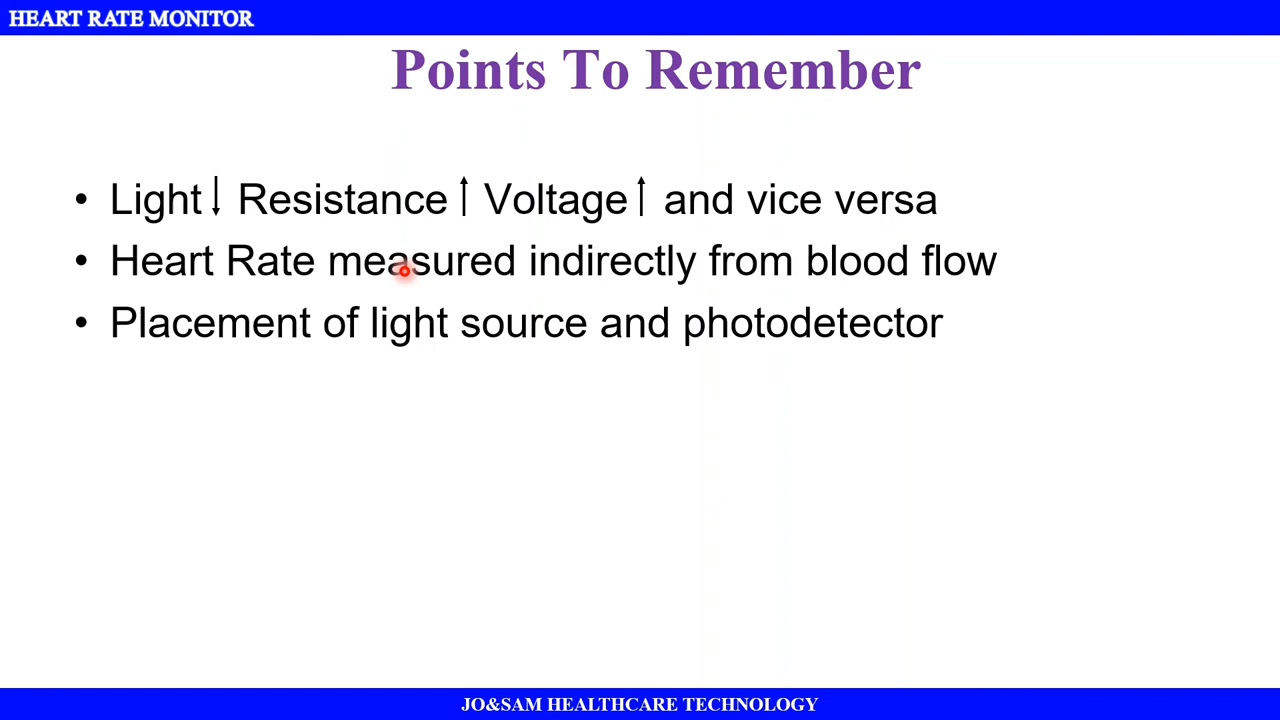 HEART RATE MONITOR
Points To Remember
• Light↓ Resistance↑ Voltage↑ and vice versa
• Heart Rate measured indirectly from blood flow
• Placement of light source and photodetector
JO&SAM HEALTHCARE TECHNOLOGY